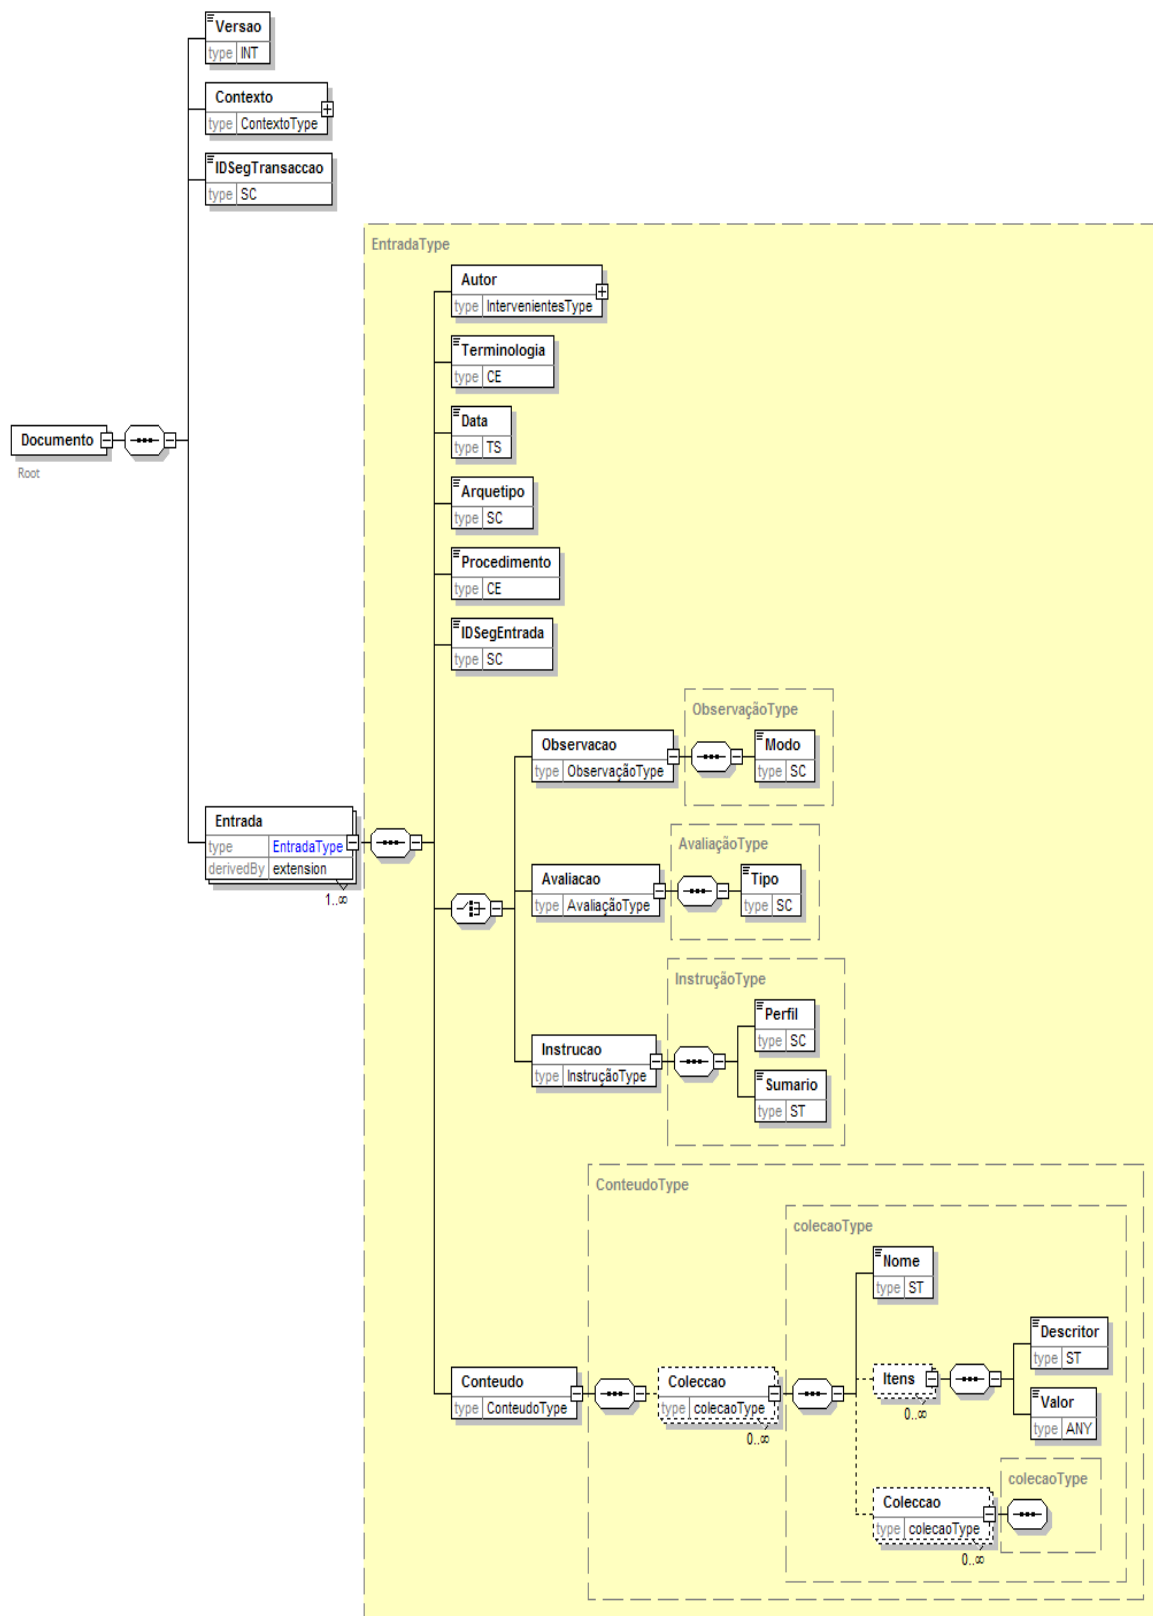 Versao
type INT
Contexto
type ContextoType
IDSegTransaccao
type SC
EntradaType
Autor
type IntervenientesType
Terminologia
type CE
Data
type TS
Documento
Root
Arquetipo
type SC
Procedimento
type CE
IDSegEntrada
type SC
ObservaçãoType
Observacao
type ObservaçãoType
Modo
type SC
Entrada
type EntradaType
derivedBy extension
1..∞
AvaliaçãoType
Avaliacao
type AvaliaçãoType
Tipo
type SC
InstruçãoType
Perfil
type SC
Instrucao
type InstruçãoType
Sumario
type ST
ConteudoType
colecaoType
Nome
type ST
Descritor
type ST
Conteudo
type ConteudoType
Coleccao
type colecaoType
0..∞
Itens
0..∞
Valor
type ANY
colecaoType
Coleccao
type colecaoType
0..∞